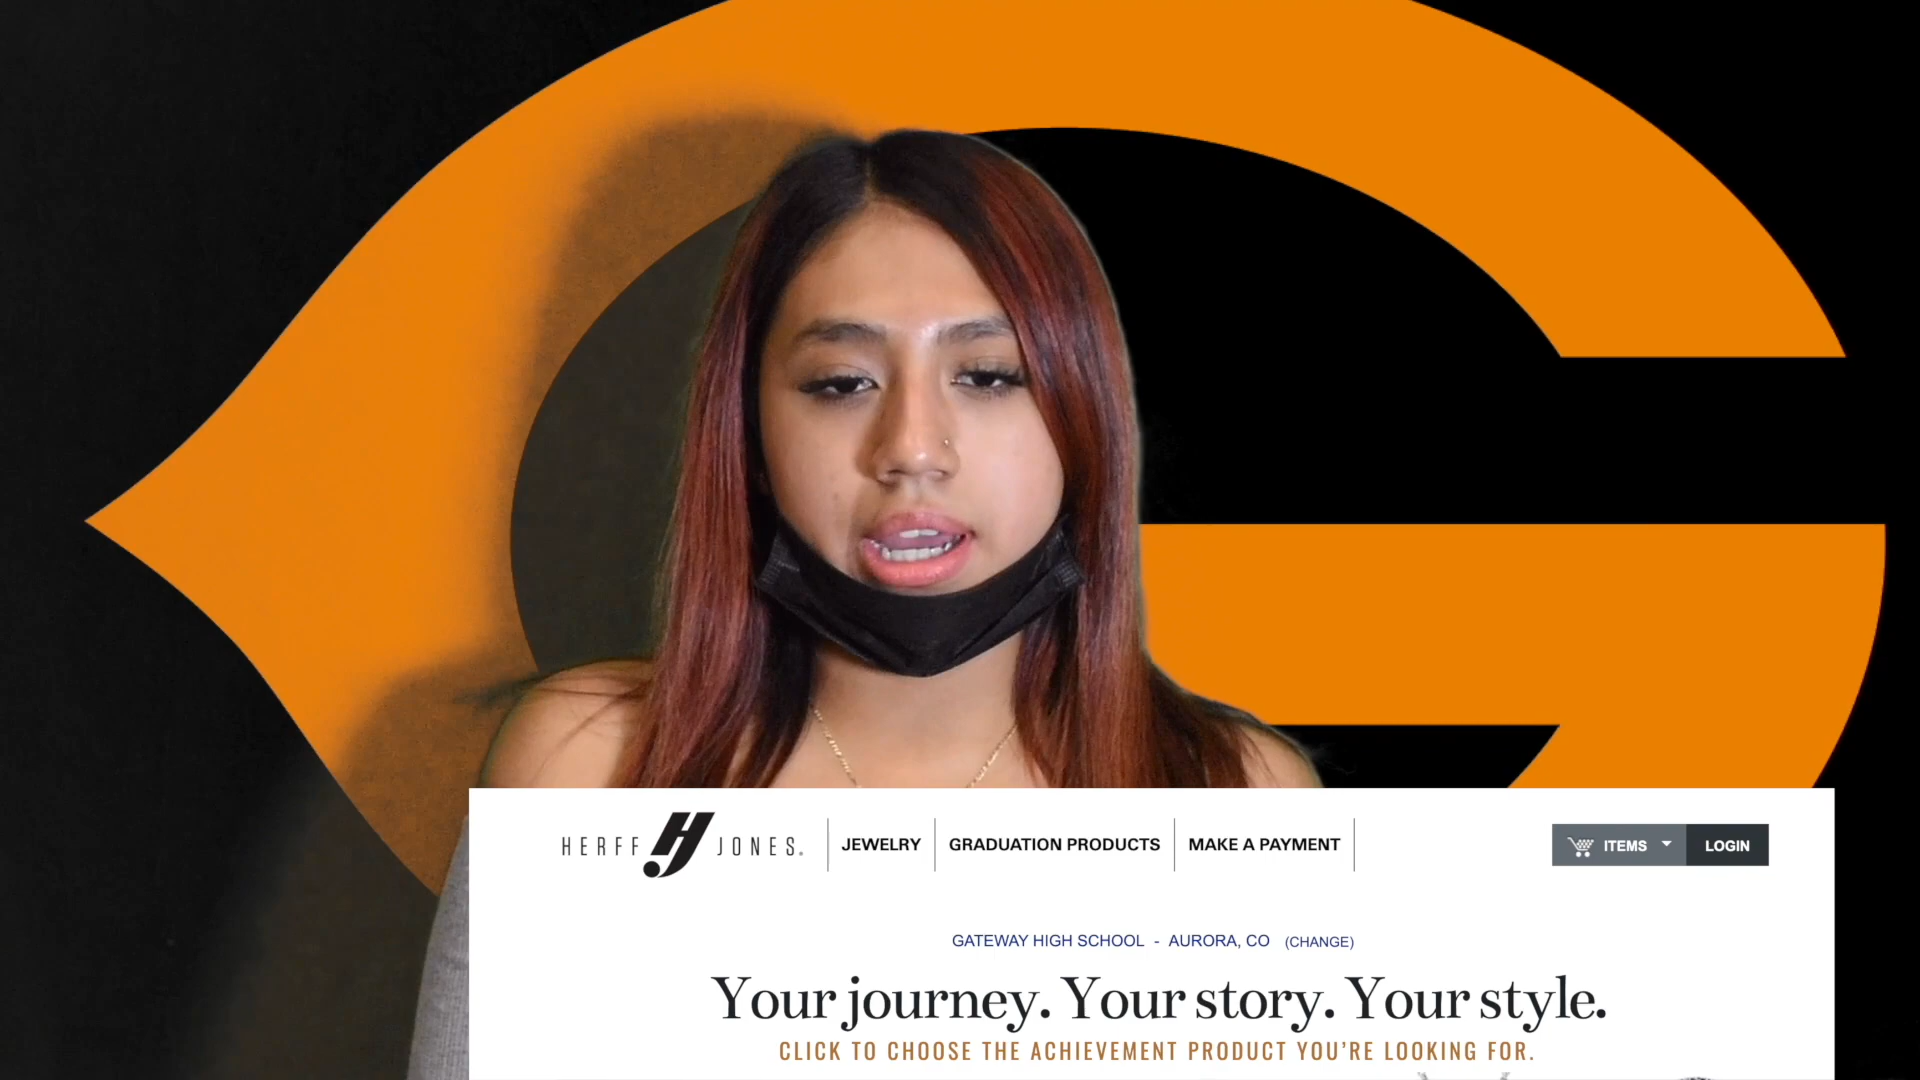 HERFF HJ JONES.
JEWELRY
GRADUATION PRODUCTS
MAKE A PAYMENT
ITEMS
LOGIN
GATEWAY HIGH SCHOOL - AURORA, CO (CHANGE)
Your journey. Your story. Your style.
CLICK TO CHOOSE THE ACHIEVEMENT PRODUCT YOU'RE LOOKING FOR.